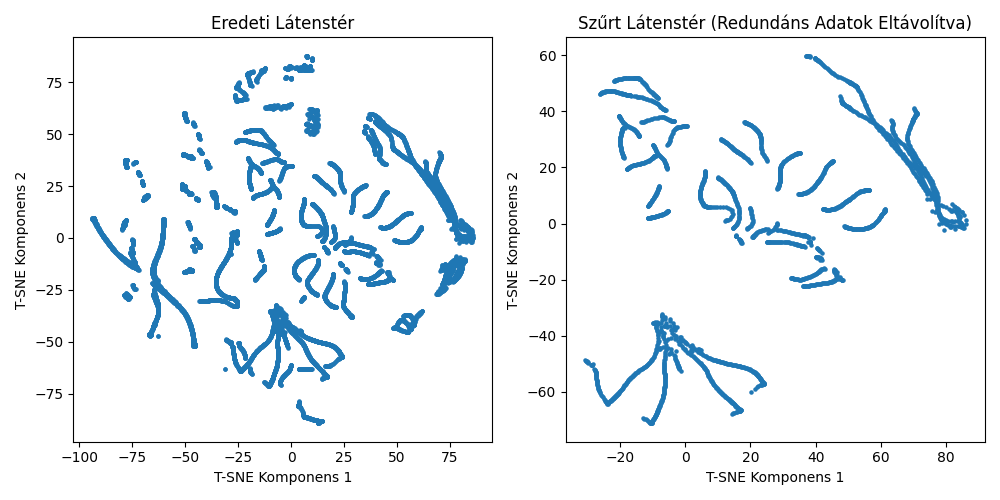 Eredeti Látenstér
75
50
25
0
−25
−50
−75
T-SNE Komponens 2
−100 −75 −50 −25 0 25 50 75
T-SNE Komponens 1
Szűrt Látenstér (Redundáns Adatok Eltávolítva)
60
40
20
0
−20
−40
−60
T-SNE Komponens 2
−20 0 20 40 60 80
T-SNE Komponens 1